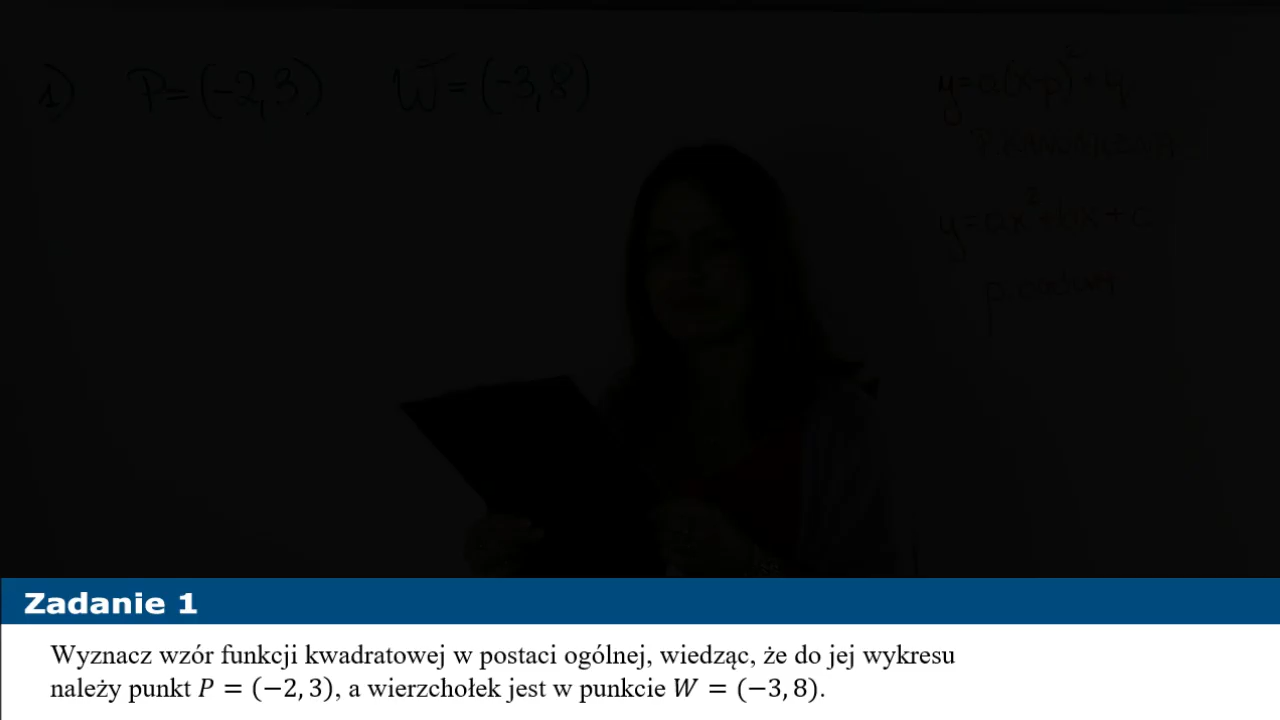 1) P=(-2,3) W=(-3,8)
y=a(x-p)²+q
y=ax²+bx+c
Zadanie 1
Wyznacz wzór funkcji kwadratowej w postaci ogólnej, wiedząc, że do jej wykresu
należy punkt P = (−2, 3), a wierzchołek jest w punkcie W = (−3, 8).